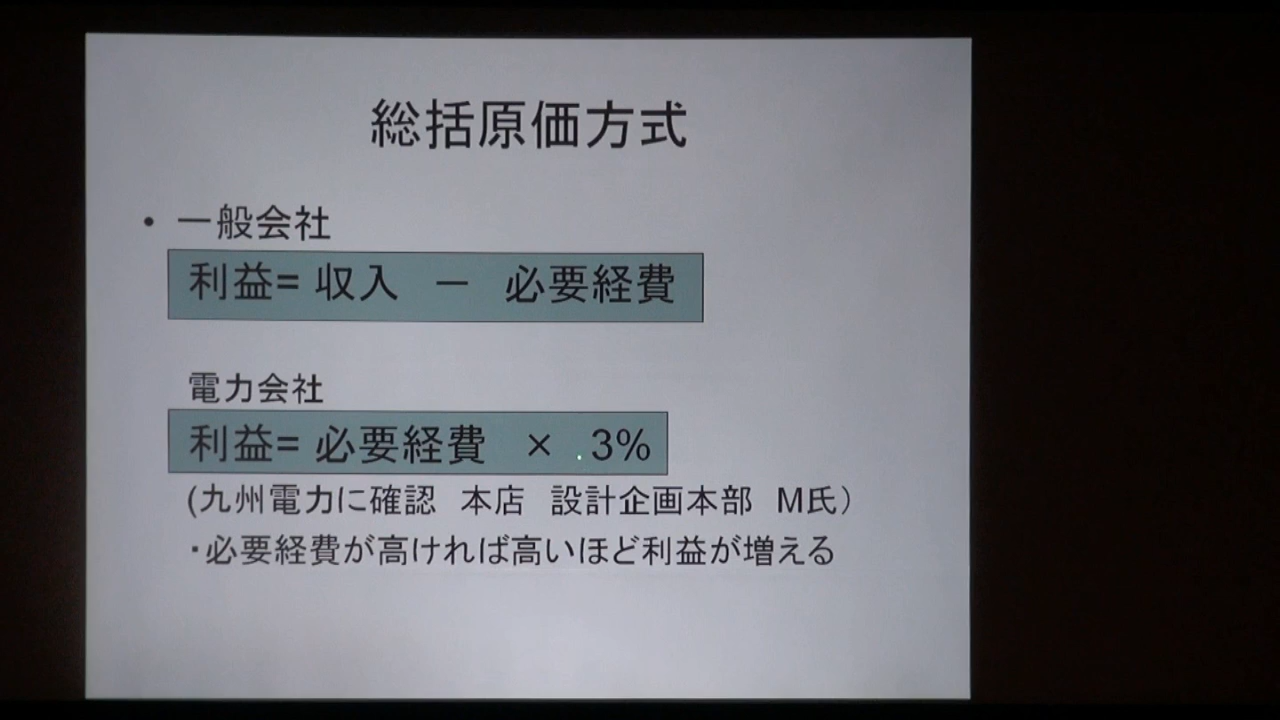 総括原価方式
• 一般会社
利益= 収入 － 必要経費
電力会社
利益= 必要経費 × 3%
(九州電力に確認 本店 設計企画本部 M氏）
・必要経費が高ければ高いほど利益が増える